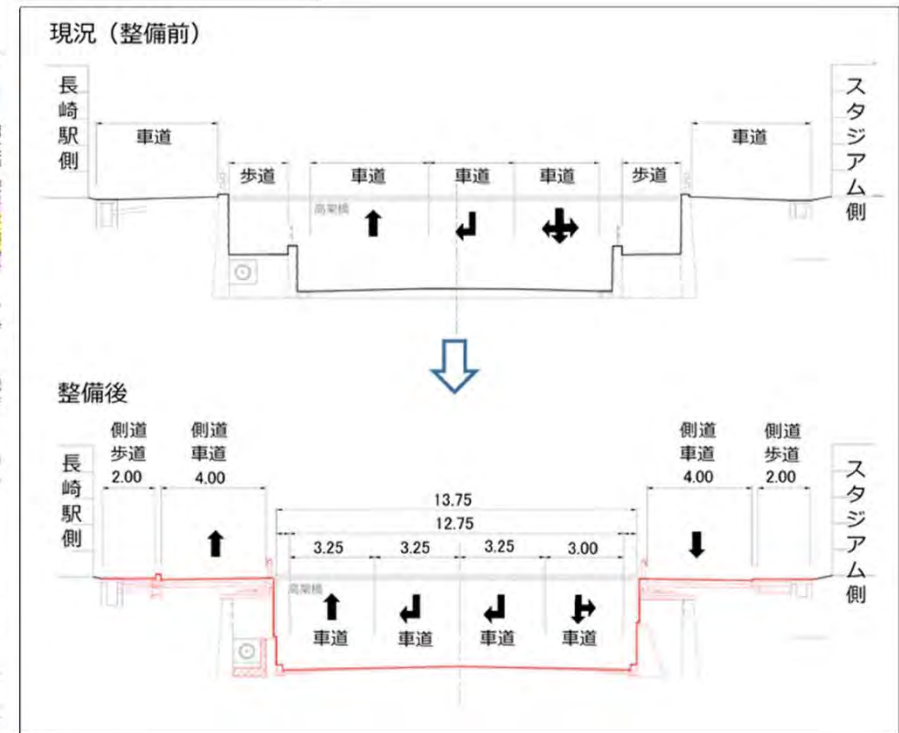 現況（整備前）
長崎駅側
スタジアム側
車道
車道
歩道
車道
車道
車道
歩道
高架橋
整備後
側道
歩道
2.00
側道
車道
4.00
側道
車道
4.00
側道
歩道
2.00
長崎駅側
スタジアム側
13.75
12.75
3.25
3.25
3.25
3.00
高架橋
車道
車道
車道
車道